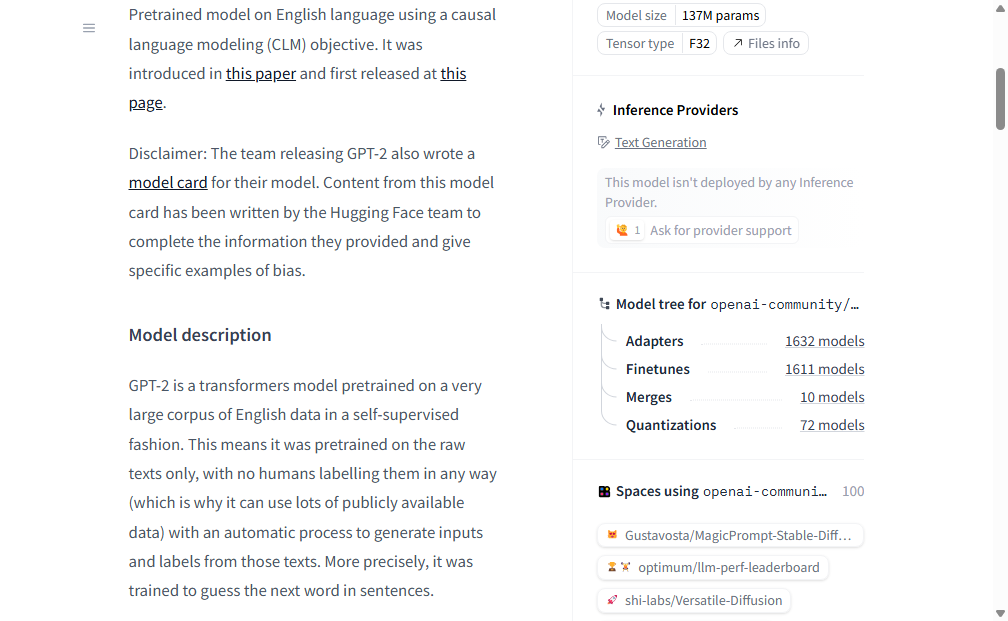 Pretrained model on English language using a causal
language modeling (CLM) objective. It was
introduced in this paper and first released at this
page.
Disclaimer: The team releasing GPT-2 also wrote a
model card for their model. Content from this model
card has been written by the Hugging Face team to
complete the information they provided and give
specific examples of bias.
Model description
GPT-2 is a transformers model pretrained on a very
large corpus of English data in a self-supervised
fashion. This means it was pretrained on the raw
texts only, with no humans labelling them in any way
(which is why it can use lots of publicly available
data) with an automatic process to generate inputs
and labels from those texts. More precisely, it was
trained to guess the next word in sentences.
Model size 137M params
Tensor type F32 Files info
Inference Providers
Text Generation
This model isn't deployed by any Inference
Provider.
1 Ask for provider support
Model tree for openai-community/…
Adapters 1632 models
Finetunes 1611 models
Merges 10 models
Quantizations 72 models
Spaces using openai-communi… 100
Gustavosta/MagicPrompt-Stable-Diff…
optimum/llm-perf-leaderboard
shi-labs/Versatile-Diffusion